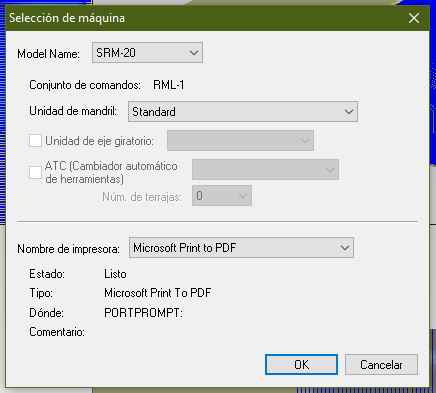 Selección de máquina
Model Name: SRM-20
Conjunto de comandos: RML-1
Unidad de mandril: Standard
Unidad de eje giratorio:
ATC (Cambiador automático
de herramientas)
Núm. de terrajas: 0
Nombre de impresora: Microsoft Print to PDF
Estado: Listo
Tipo: Microsoft Print To PDF
Dónde: PORTPROMPT:
Comentario:
OK Cancelar